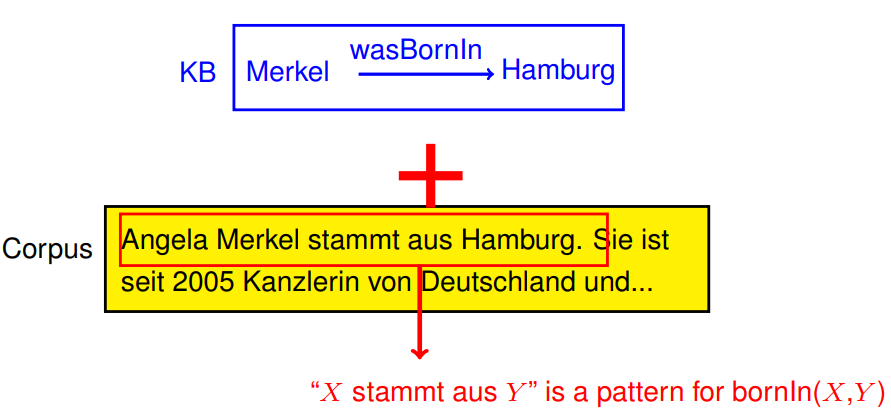 wasBornIn
KB Merkel Hamburg
+
Corpus
Angela Merkel stammt aus Hamburg. Sie ist
seit 2005 Kanzlerin von Deutschland und...
“X stammt aus Y” is a pattern for bornIn(X,Y)